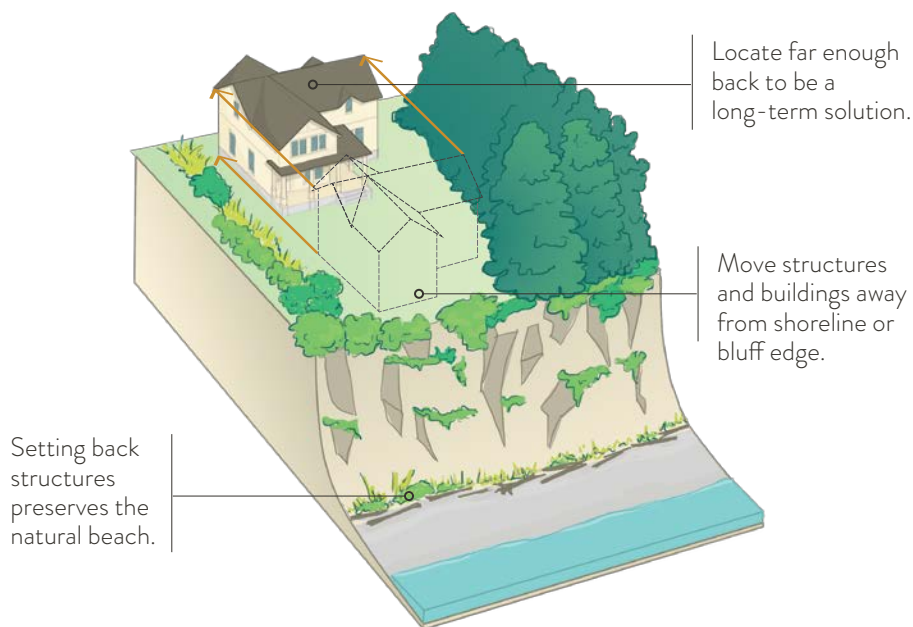 Locate far enough
back to be a
long-term solution.
Move structures
and buildings away
from shoreline or
bluff edge.
Setting back
structures
preserves the
natural beach.